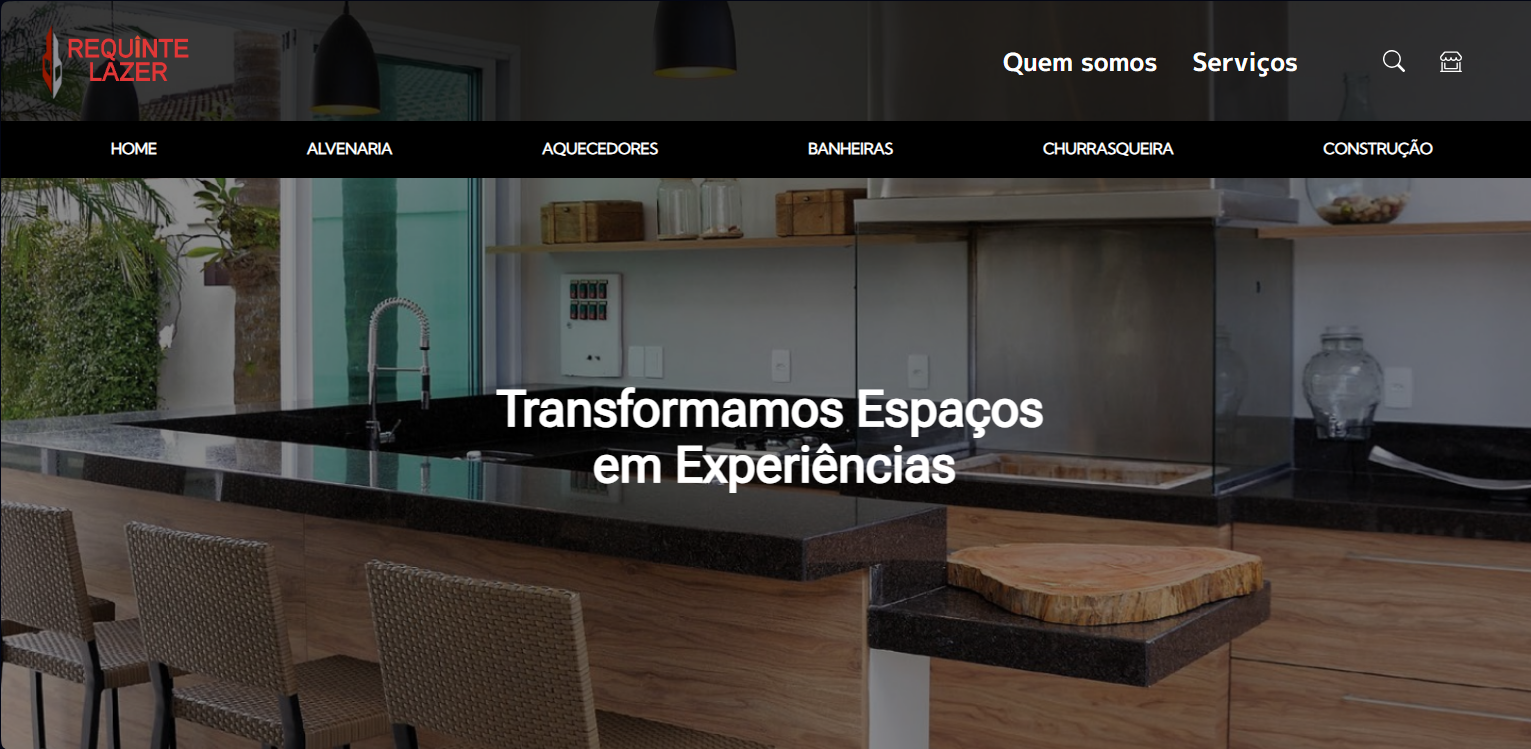 REQUINTE
LAZER
Quem somos
Serviços
HOME
ALVENARIA
AQUECEDORES
BANHEIRAS
CHURRASQUEIRA
CONSTRUÇÃO
Transformamos Espaços
em Experiências